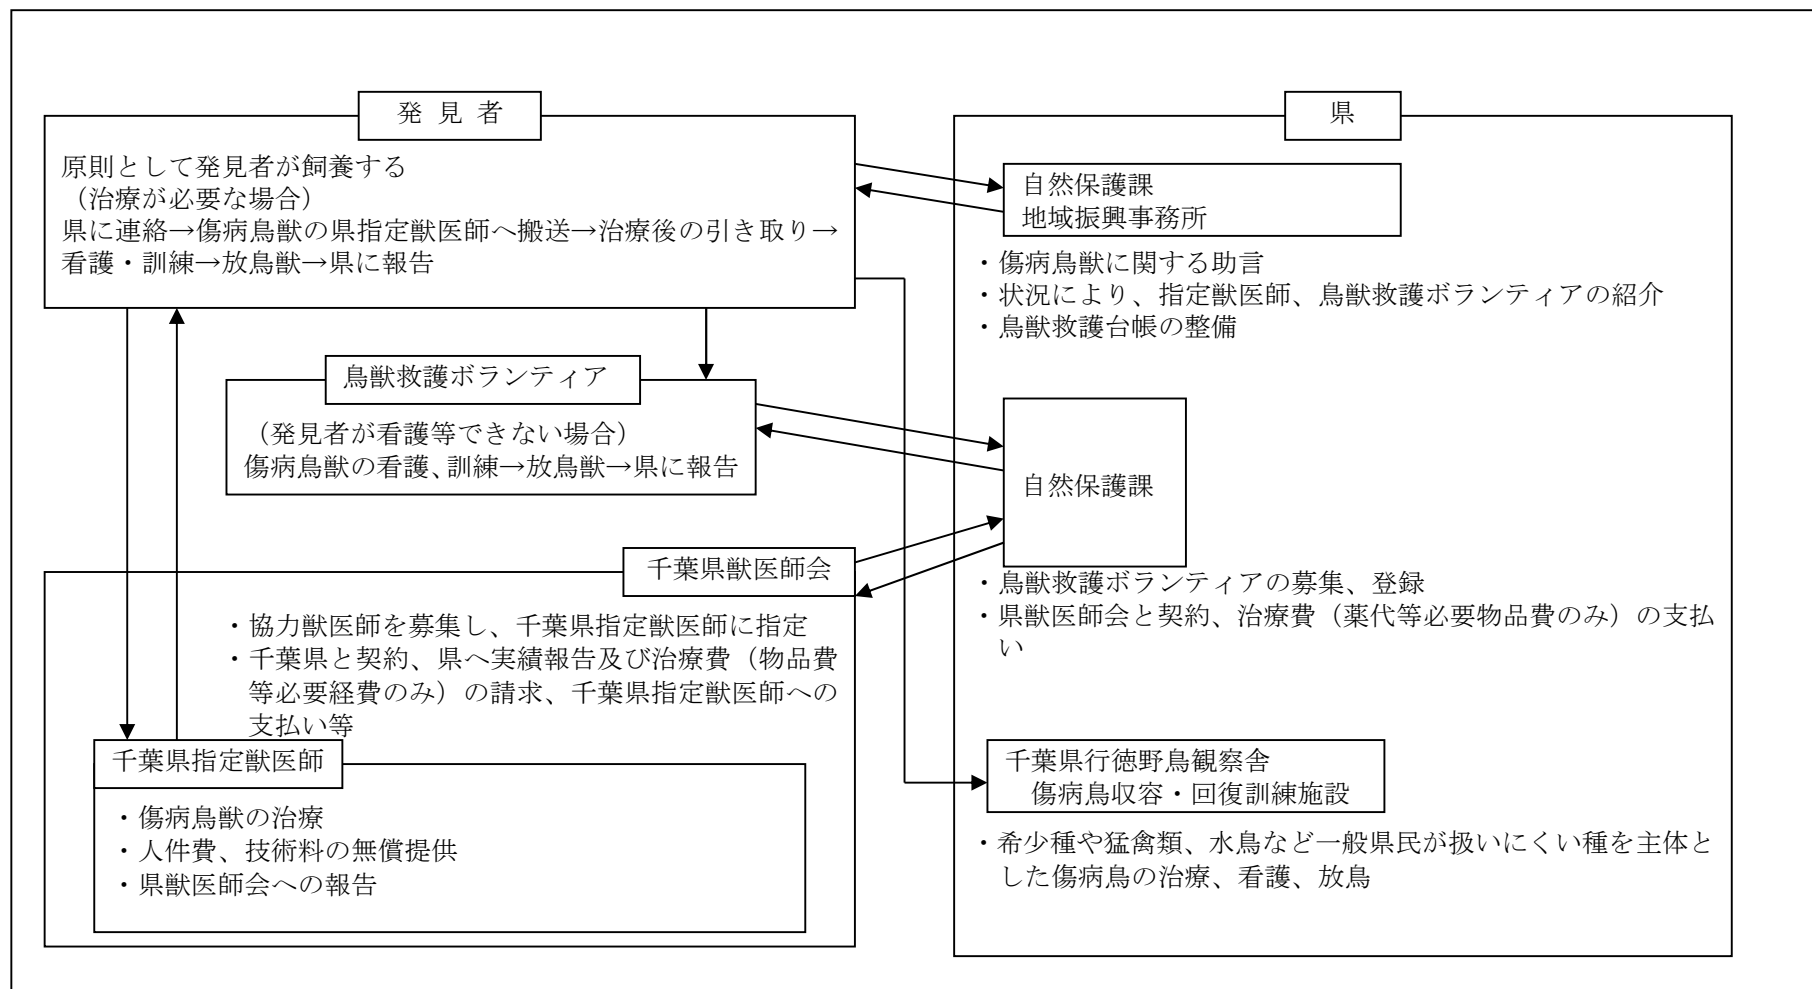 発 見 者
原則として発見者が飼養する
（治療が必要な場合）
県に連絡→傷病鳥獣の県指定獣医師へ搬送→治療後の引き取り→
看護・訓練→放鳥獣→県に報告
鳥獣救護ボランティア
（発見者が看護等できない場合）
傷病鳥獣の看護、訓練→放鳥獣→県に報告
千葉県獣医師会
・協力獣医師を募集し、千葉県指定獣医師に指定
・千葉県と契約、県へ実績報告及び治療費（物品費
等必要経費のみ）の請求、千葉県指定獣医師への
支払い等
千葉県指定獣医師
・傷病鳥獣の治療
・人件費、技術料の無償提供
・県獣医師会への報告
県
自然保護課
地域振興事務所
・傷病鳥獣に関する助言
・状況により、指定獣医師、鳥獣救護ボランティアの紹介
・鳥獣救護台帳の整備
自然保護課
・鳥獣救護ボランティアの募集、登録
・県獣医師会と契約、治療費（薬代等必要物品費のみ）の支払
い
千葉県行徳野鳥観察舎
傷病鳥収容・回復訓練施設
・希少種や猛禽類、水鳥など一般県民が扱いにくい種を主体と
した傷病鳥の治療、看護、放鳥